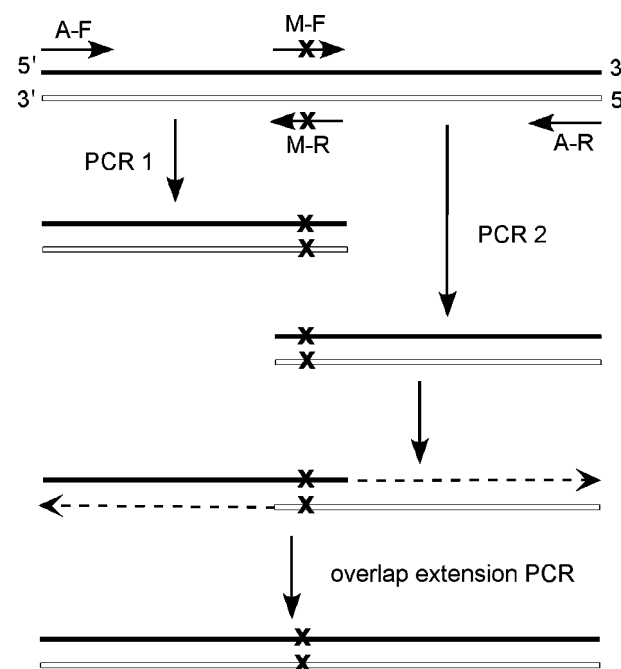 A-F
M-F
5'
3
3'
5
M-R
A-R
PCR 1
PCR 2
overlap extension PCR